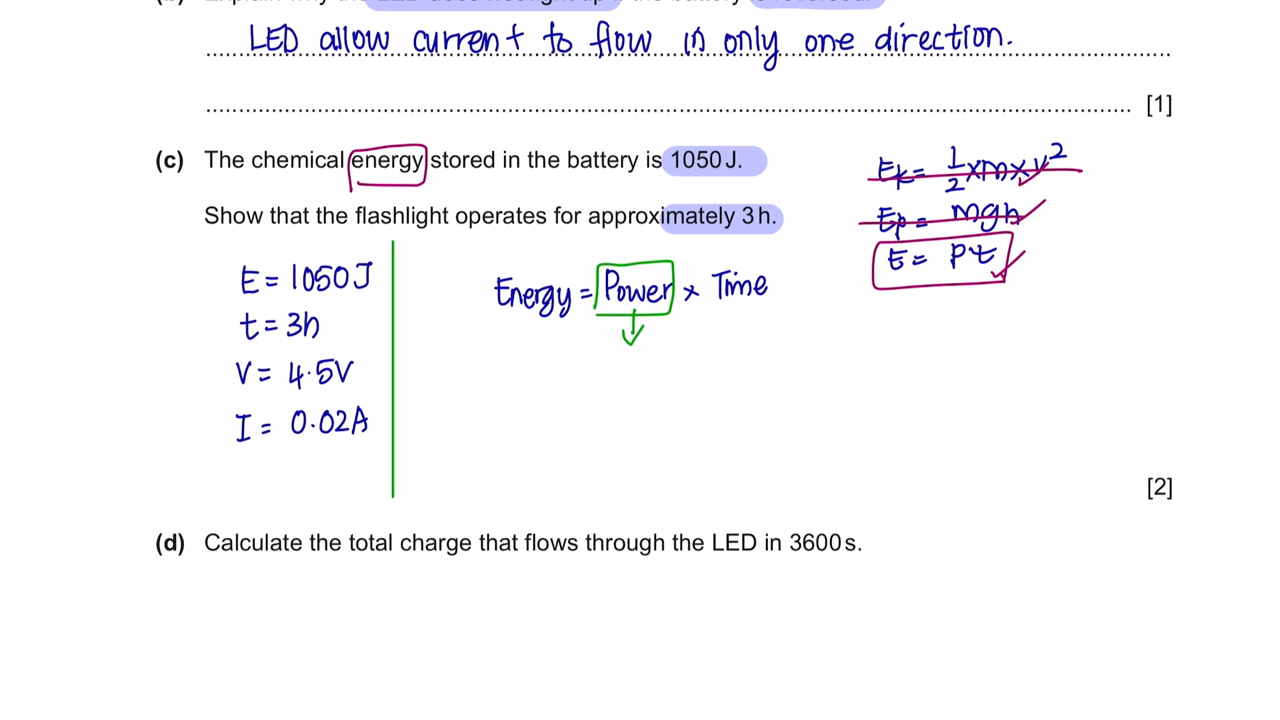 LED allow current to flow in only one direction.
[1]
(c) The chemical energy stored in the battery is 1050 J.
Show that the flashlight operates for approximately 3 h.
E = 1050J
t = 3h
V = 4.5V
I = 0.02A
Energy = Power × Time
Ek = 1/2 × m × v²
Ep = mgh
E = Pt
[2]
(d) Calculate the total charge that flows through the LED in 3600 s.